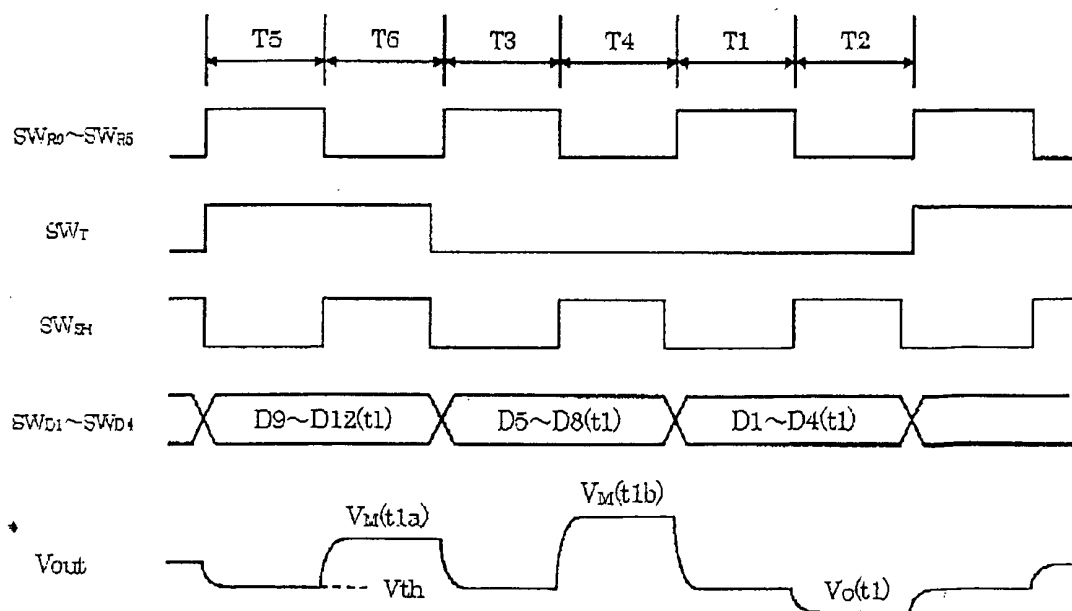 T5 T6 T3 T4 T1 T2
SWR0~SWR5
SWT
SWSH
SWD1~SWD4 D9~D12(t1) D5~D8(t1) D1~D4(t1)
VM(t1a) VM(t1b)
Vout Vth VO(t1)